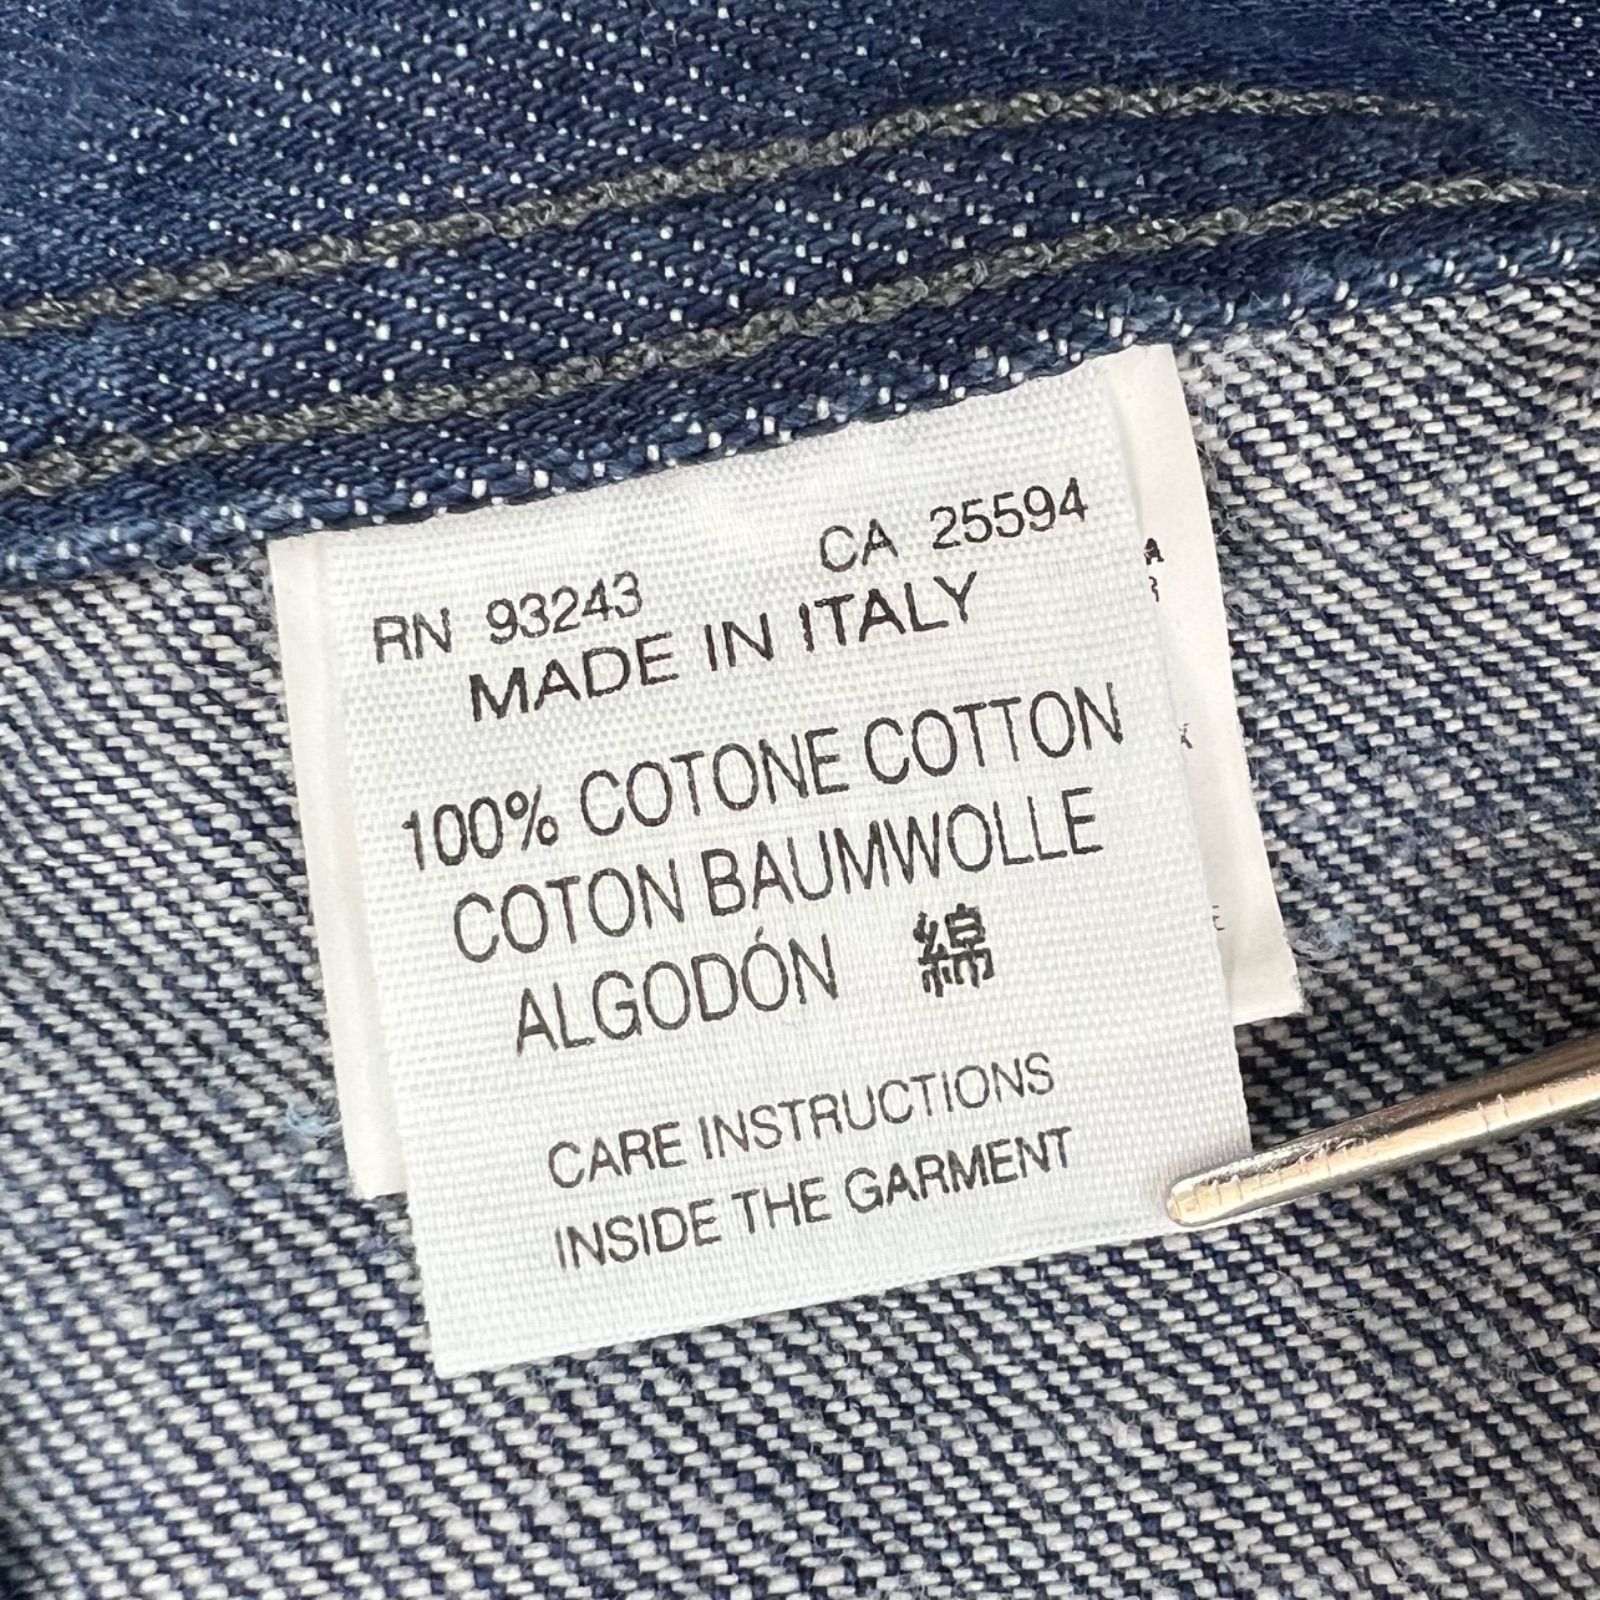 RN 93243 CA 25594
MADE IN ITALY
100% COTONE COTTON
COTON BAUMWOLLE
ALGODÓN 綿
CARE INSTRUCTIONS
INSIDE THE GARMENT